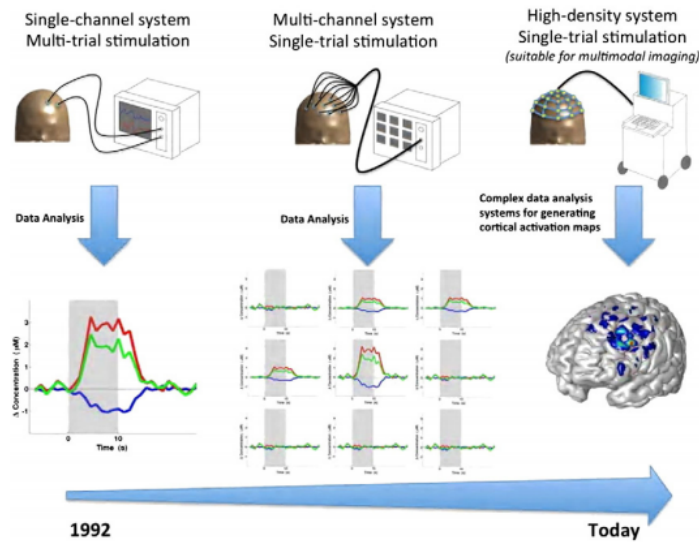 Single-channel system
Multi-trial stimulation
Multi-channel system
Single-trial stimulation
High-density system
Single-trial stimulation
(suitable for multimodal imaging)
Data Analysis
Data Analysis
Complex data analysis
systems for generating
cortical activation maps
Δ Concentration (μM)
3
2
1
0
-1
0
10
Time (s)
1992
Today